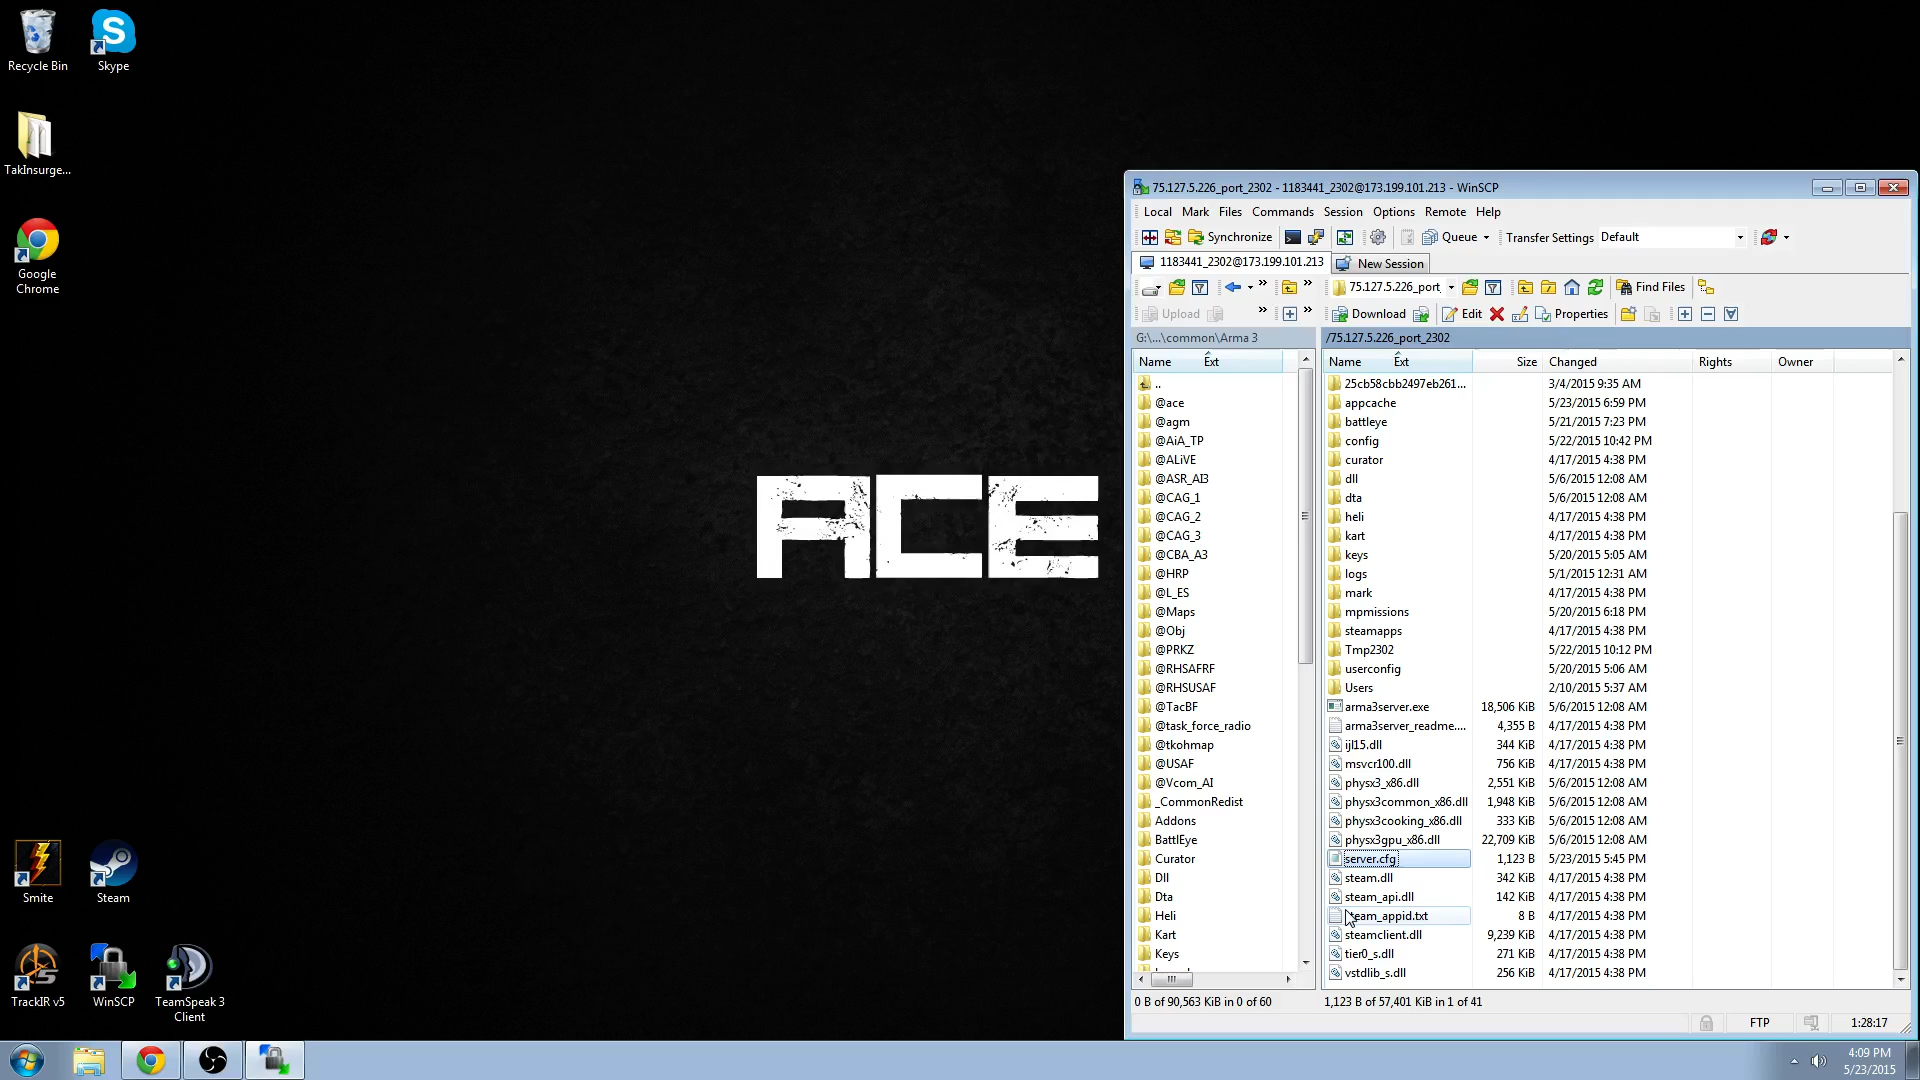 Recycle Bin
Skype
TakInsurge...
Google
Chrome
ACE
Smite
Steam
TrackIR v5
WinSCP
TeamSpeak 3
Client
75.127.5.226_port_2302 - 1183441_2302@173.199.101.213 - WinSCP
Local Mark Files Commands Session Options Remote Help
Synchronize Queue Transfer Settings Default
1183441_2302@173.199.101.213 New Session
75.127.5.226_port_ Find Files
Upload Download Edit Properties
G:\...\common\Arma 3 /75.127.5.226_port_2302
Name Ext Name Ext Size Changed Rights Owner
.. 25cb58cbb2497eb261... 3/4/2015 9:35 AM
@ace appcache 5/23/2015 6:59 PM
@agm battleye 5/21/2015 7:23 PM
@AiA_TP config 5/22/2015 10:42 PM
@ALiVE curator 4/17/2015 4:38 PM
@ASR_AI3 dll 5/6/2015 12:08 AM
@CAG_1 dta 5/6/2015 12:08 AM
@CAG_2 heli 4/17/2015 4:38 PM
@CAG_3 kart 4/17/2015 4:38 PM
@CBA_A3 keys 5/20/2015 5:05 AM
@HRP logs 5/1/2015 12:31 AM
@L_ES mark 4/17/2015 4:38 PM
@Maps mpmissions 5/20/2015 6:18 PM
@Obj steamapps 4/17/2015 4:38 PM
@PRKZ Tmp2302 5/22/2015 10:12 PM
@RHSAFRF userconfig 5/20/2015 5:06 AM
@RHSUSAF Users 2/10/2015 5:37 AM
@TacBF arma3server.exe 18,506 KiB 5/6/2015 12:08 AM
@task_force_radio arma3server_readme.... 4,355 B 4/17/2015 4:38 PM
@tkohmap ijl15.dll 344 KiB 4/17/2015 4:38 PM
@USAF msvcr100.dll 756 KiB 4/17/2015 4:38 PM
@Vcom_AI physx3_x86.dll 2,551 KiB 5/6/2015 12:08 AM
_CommonRedist physx3common_x86.dll 1,948 KiB 5/6/2015 12:08 AM
Addons physx3cooking_x86.dll 333 KiB 5/6/2015 12:08 AM
BattlEye physx3gpu_x86.dll 22,709 KiB 5/6/2015 12:08 AM
Curator server.cfg 1,123 B 5/23/2015 5:45 PM
Dll steam.dll 342 KiB 4/17/2015 4:38 PM
Dta steam_api.dll 142 KiB 4/17/2015 4:38 PM
Heli steam_appid.txt 8 B 4/17/2015 4:38 PM
Kart steamclient.dll 9,239 KiB 4/17/2015 4:38 PM
Keys tier0_s.dll 271 KiB 4/17/2015 4:38 PM
vstdlib_s.dll 256 KiB 4/17/2015 4:38 PM
0 B of 90,563 KiB in 0 of 60 1,123 B of 57,401 KiB in 1 of 41
FTP 1:28:17
4:09 PM
5/23/2015